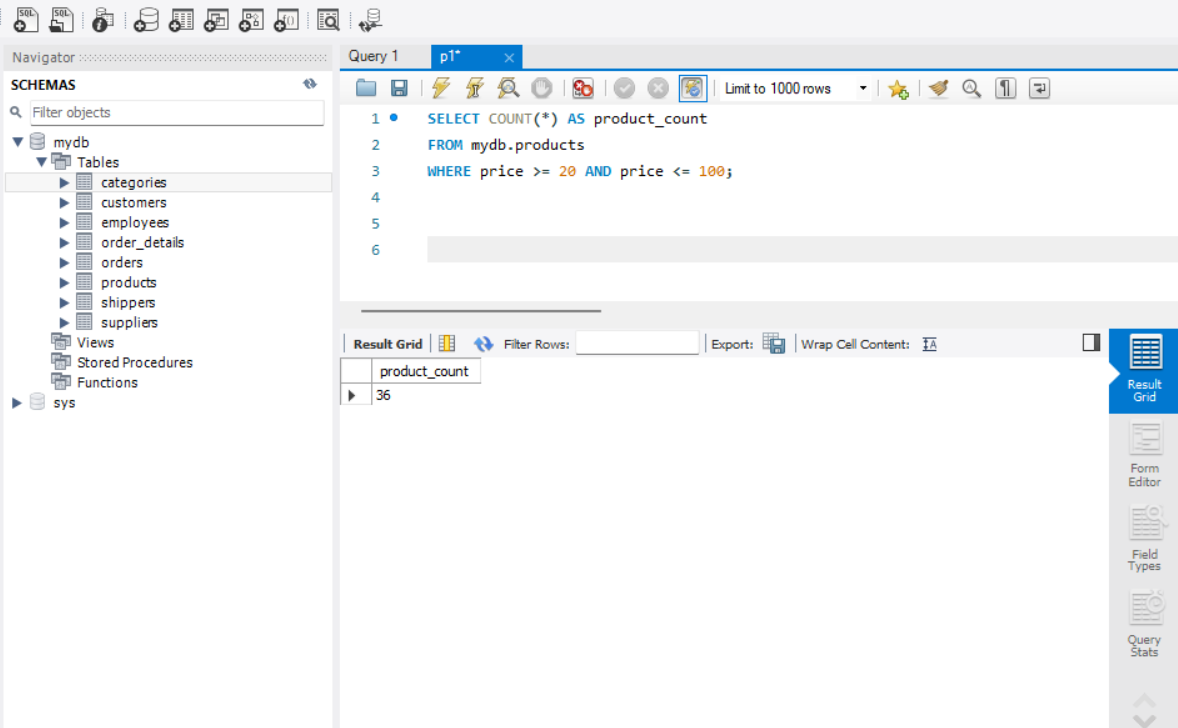 SQL
SQL
Navigator
SCHEMAS
Filter objects
mydb
Tables
categories
customers
employees
order_details
orders
products
shippers
suppliers
Views
Stored Procedures
Functions
sys
Query 1
p1*
Limit to 1000 rows
1 SELECT COUNT(*) AS product_count
2 FROM mydb.products
3 WHERE price >= 20 AND price <= 100;
4
5
6
Result Grid
Filter Rows:
Export:
Wrap Cell Content:
product_count
36
Result
Grid
Form
Editor
Field
Types
Query
Stats